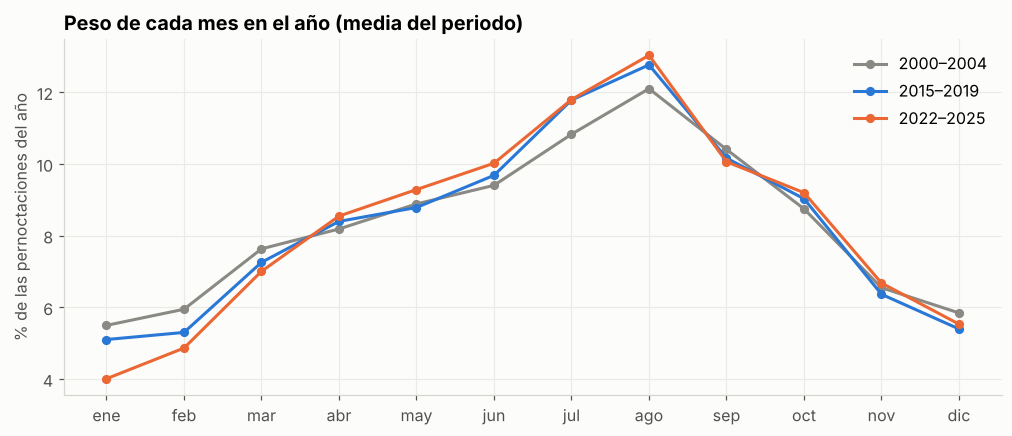 Peso de cada mes en el año (media del periodo)
% de las pernoctaciones del año
12
10
8
6
4
ene feb mar abr may jun jul ago sep oct nov dic
2000–2004
2015–2019
2022–2025